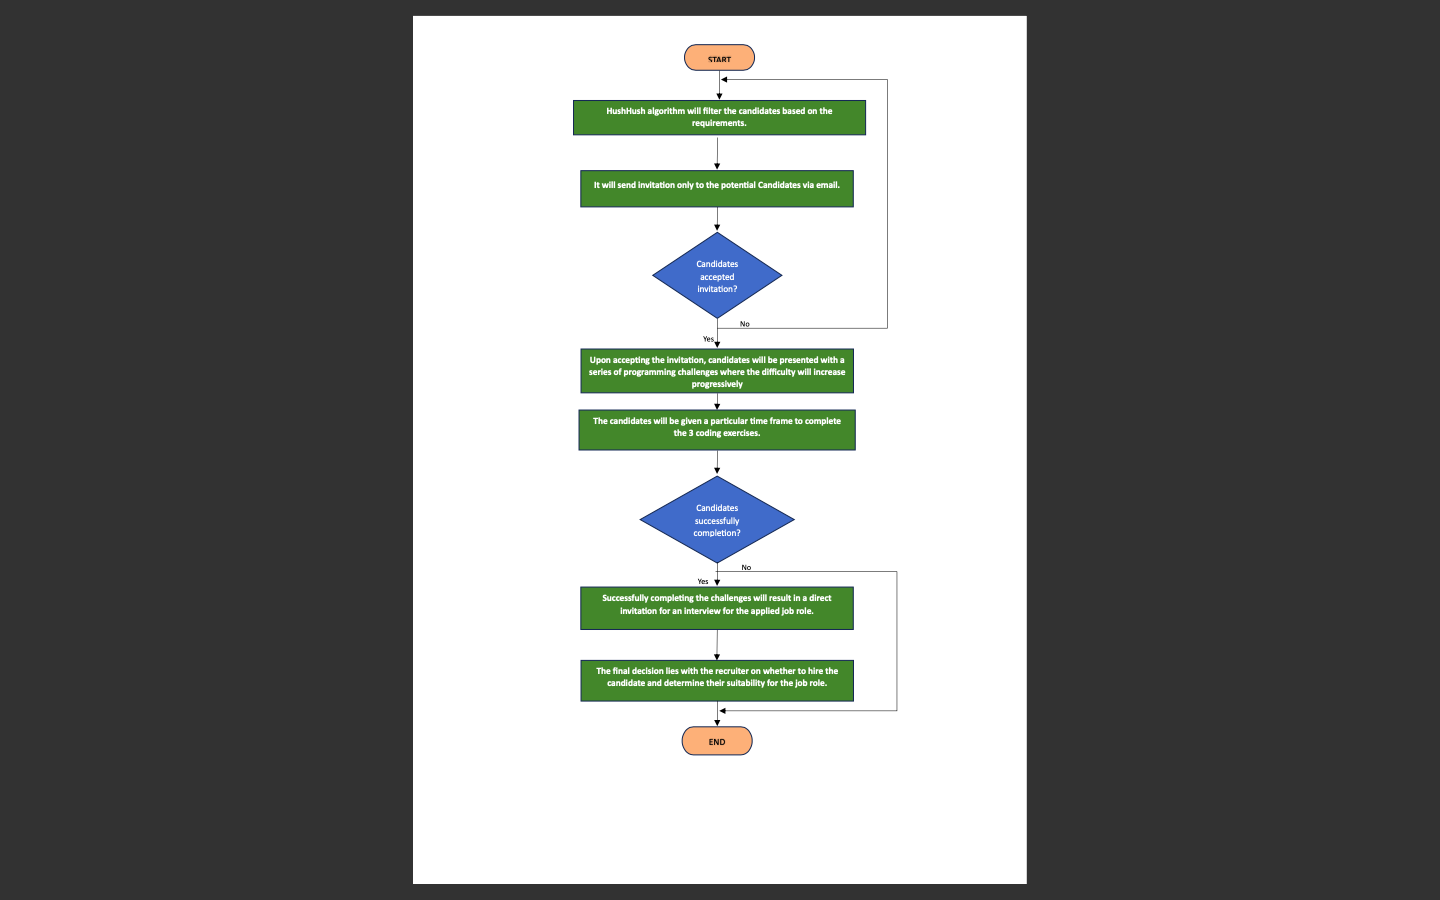 START
HushHush algorithm will filter the candidates based on the
requirements.
It will send invitation only to the potential Candidates via email.
Candidates
accepted
invitation?
No
Yes
Upon accepting the invitation, candidates will be presented with a
series of programming challenges where the difficulty will increase
progressively
The candidates will be given a particular time frame to complete
the 3 coding exercises.
Candidates
successfully
completion?
No
Yes
Successfully completing the challenges will result in a direct
invitation for an interview for the applied job role.
The final decision lies with the recruiter on whether to hire the
candidate and determine their suitability for the job role.
END